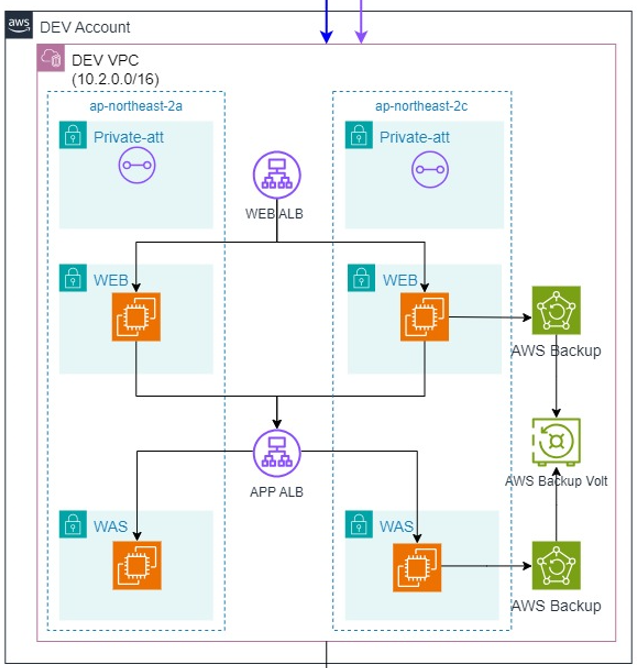 aws
DEV Account
DEV VPC
(10.2.0.0/16)
ap-northeast-2a
ap-northeast-2c
Private-att
Private-att
WEB ALB
WEB
WEB
AWS Backup
APP ALB
AWS Backup Volt
WAS
WAS
AWS Backup